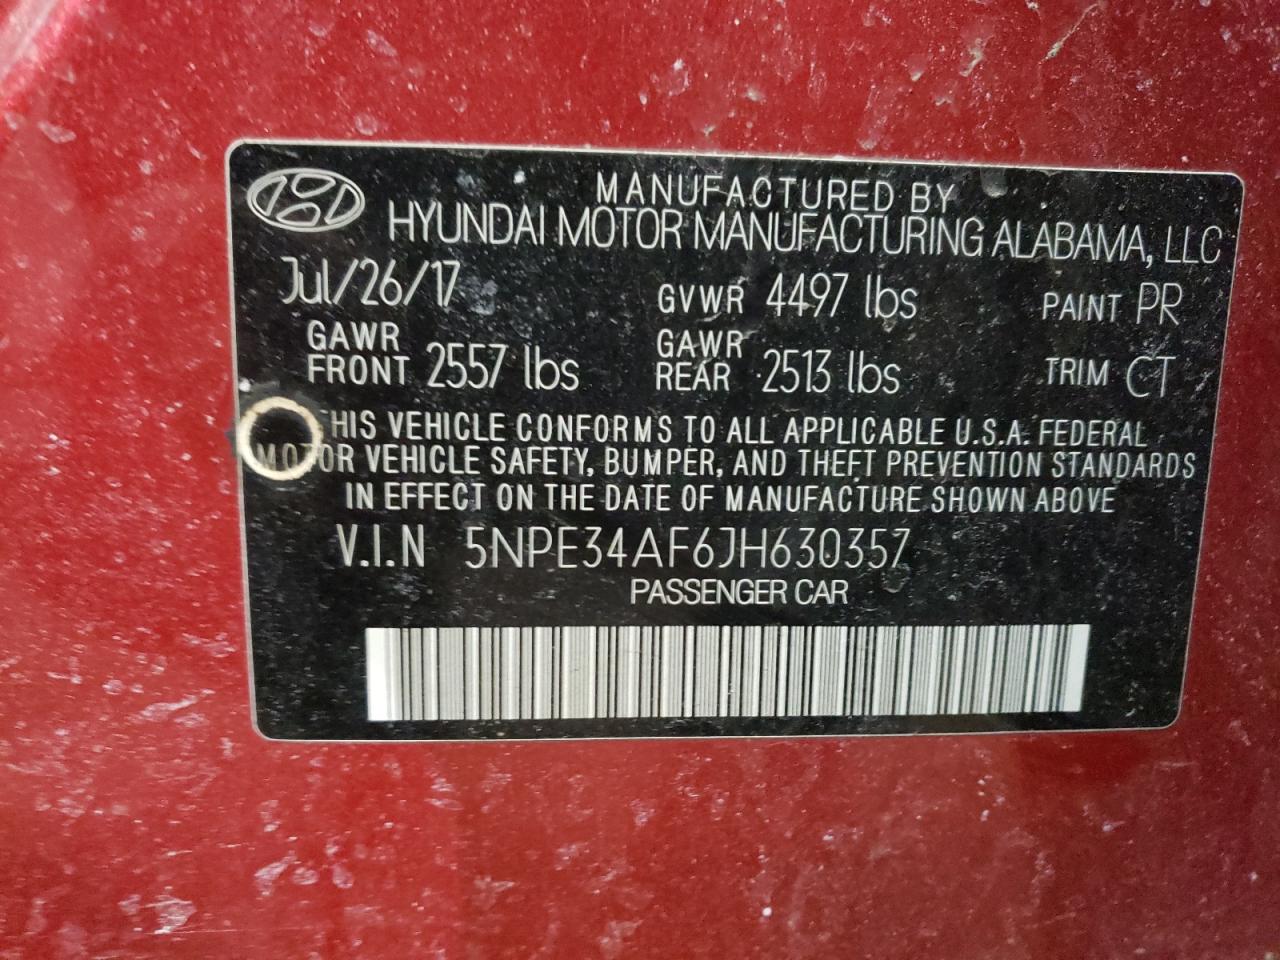 MANUFACTURED BY
HYUNDAI MOTOR MANUFACTURING ALABAMA, LLC
Jul/26/17 GVWR 4497 lbs PAINT PR
GAWR FRONT 2557 lbs GAWR REAR 2513 lbs TRIM CT
THIS VEHICLE CONFORMS TO ALL APPLICABLE U.S.A. FEDERAL
MOTOR VEHICLE SAFETY, BUMPER, AND THEFT PREVENTION STANDARDS
IN EFFECT ON THE DATE OF MANUFACTURE SHOWN ABOVE
V.I.N 5NPE34AF6JH630357
PASSENGER CAR